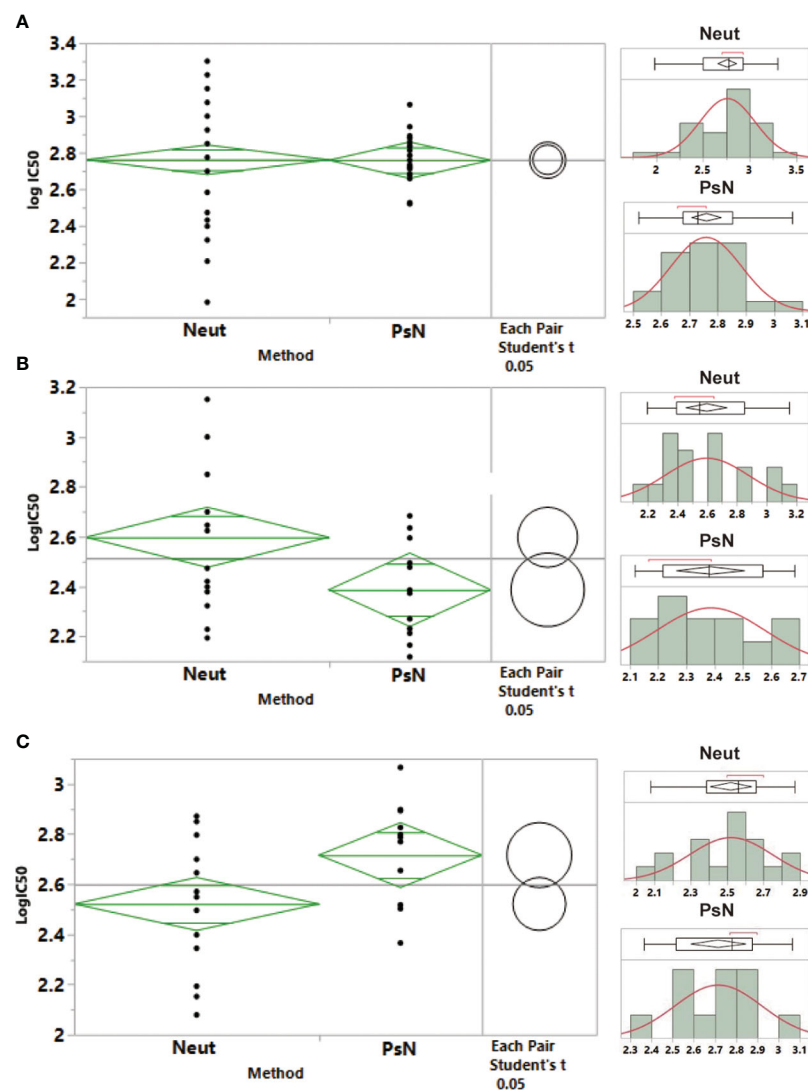 A
3.4
3.2
3
2.8
2.6
2.4
2.2
2
log IC50
Neut
PsN
Method
Each Pair
Student's t
0.05
Neut
2
2.5
3
3.5
PsN
2.5
2.6
2.7
2.8
2.9
3
3.1
B
3.2
3
2.8
2.6
2.4
2.2
LogIC50
Neut
PsN
Method
Each Pair
Student's t
0.05
Neut
2.2
2.4
2.6
2.8
3
3.2
PsN
2.1
2.2
2.3
2.4
2.5
2.6
2.7
C
3
2.8
2.6
2.4
2.2
2
LogIC50
Neut
PsN
Method
Each Pair
Student's t
0.05
Neut
2
2.1
2.3
2.5
2.7
2.9
PsN
2.3
2.4
2.5
2.6
2.7
2.8
2.9
3
3.1